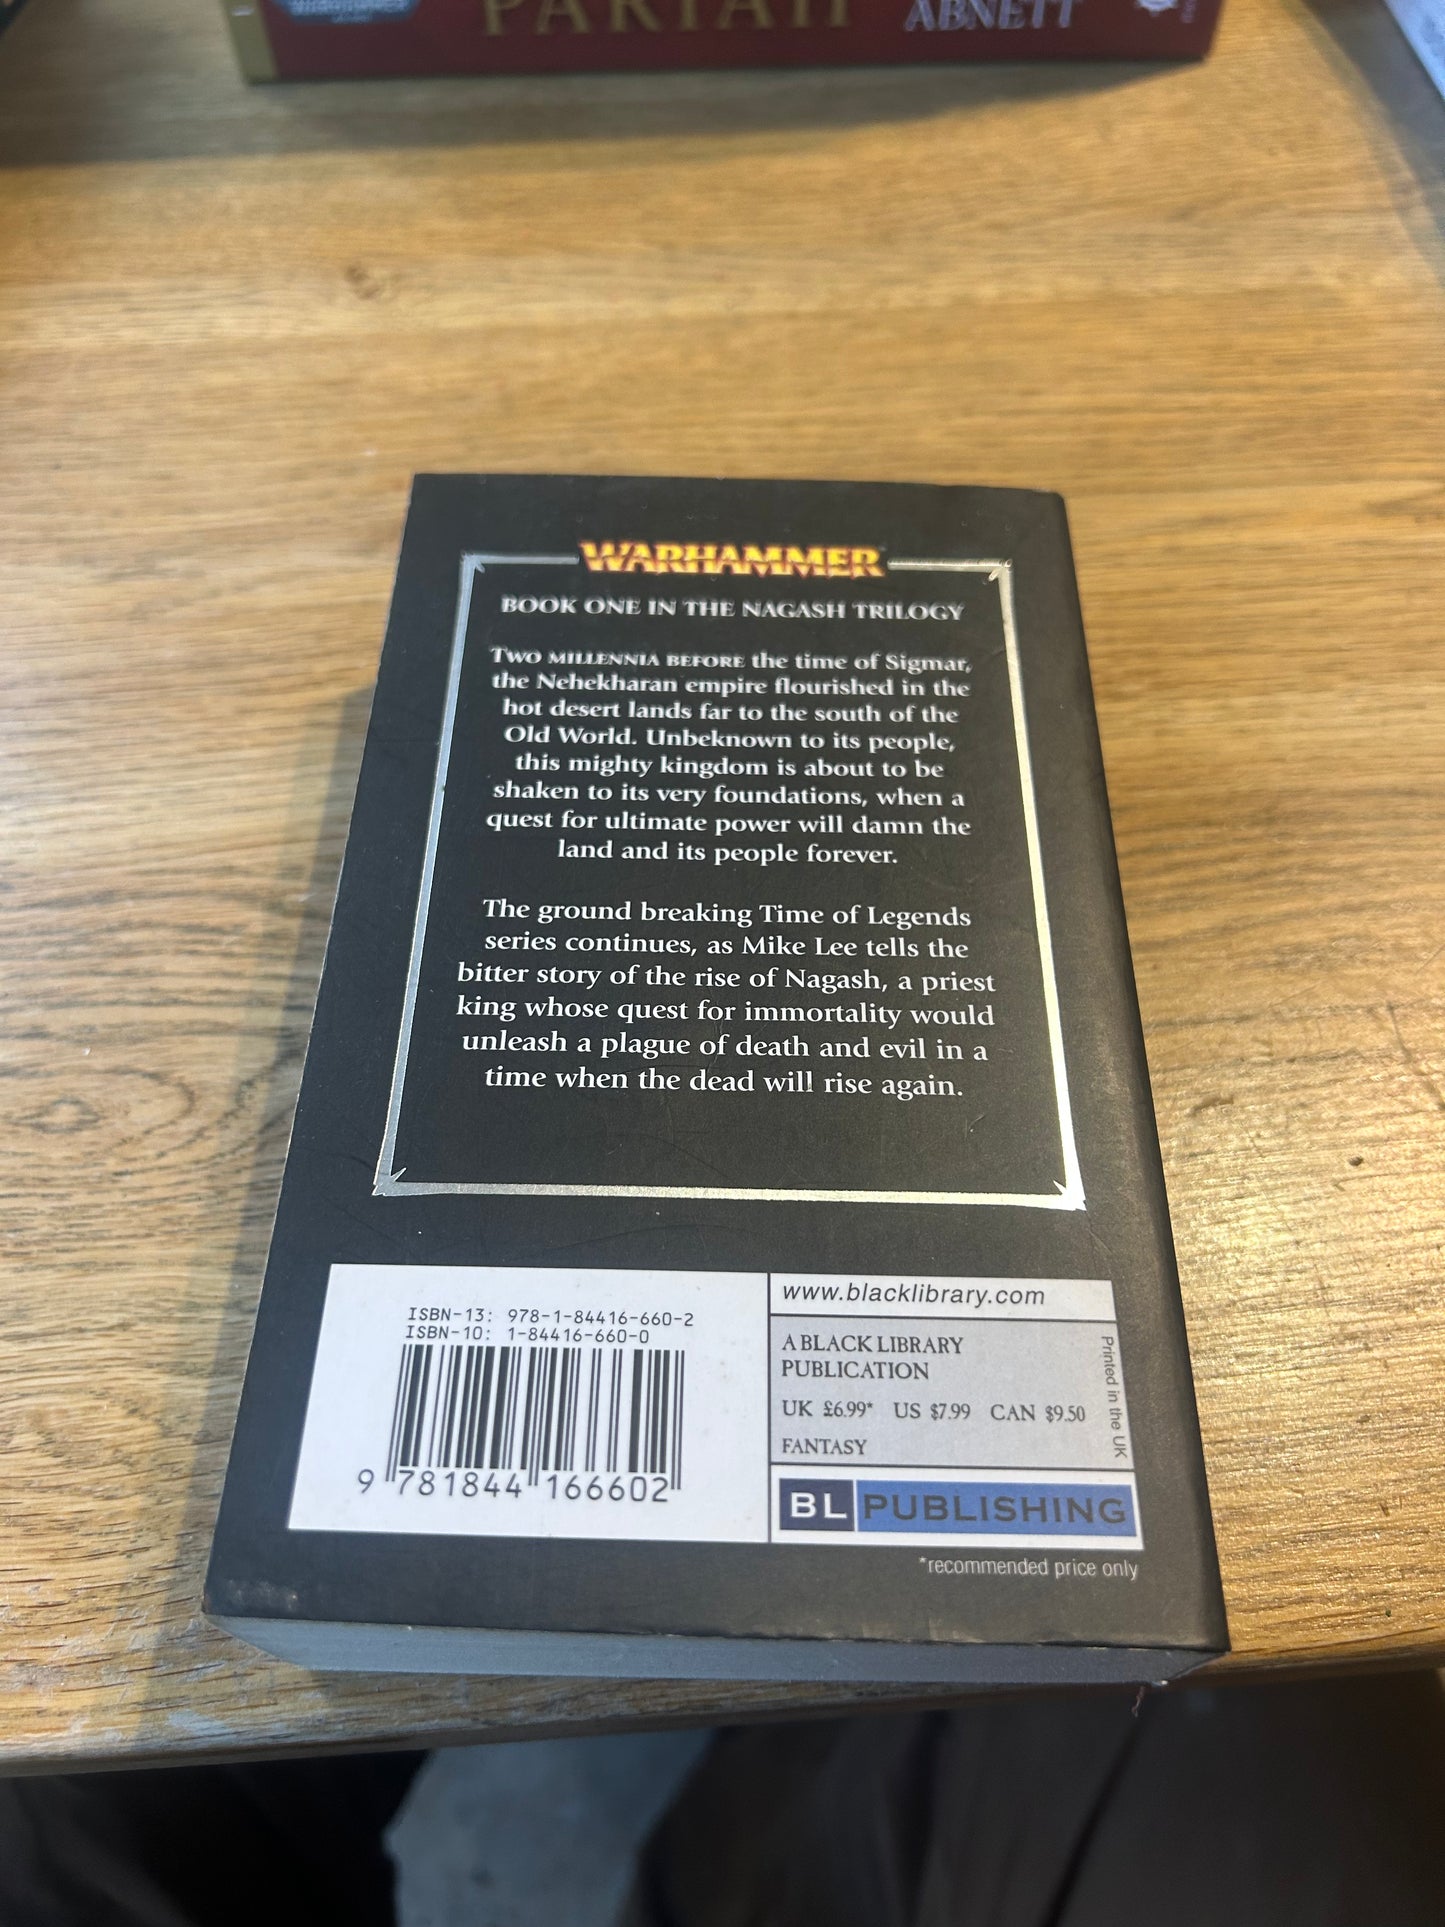 PARIAH
ABNETT
WARHAMMER
BOOK ONE IN THE NAGASH TRILOGY
TWO MILLENNIA BEFORE the time of Sigmar,
the Nehekharan empire flourished in the
hot desert lands far to the south of the
Old World. Unbeknown to its people,
this mighty kingdom is about to be
shaken to its very foundations, when a
quest for ultimate power will damn the
land and its people forever.
The ground breaking Time of Legends
series continues, as Mike Lee tells the
bitter story of the rise of Nagash, a priest
king whose quest for immortality would
unleash a plague of death and evil in a
time when the dead will rise again.
ISBN-13: 978-1-84416-660-2
ISBN-10: 1-84416-660-0
9 781844 166602
www.blacklibrary.com
A BLACK LIBRARY
PUBLICATION
UK £6.99* US $7.99 CAN $9.50
FANTASY
Printed in the UK
BL PUBLISHING
*recommended price only